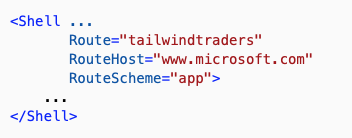 <Shell ...
Route="tailwindtraders"
RouteHost="www.microsoft.com"
RouteScheme="app">
...
</Shell>